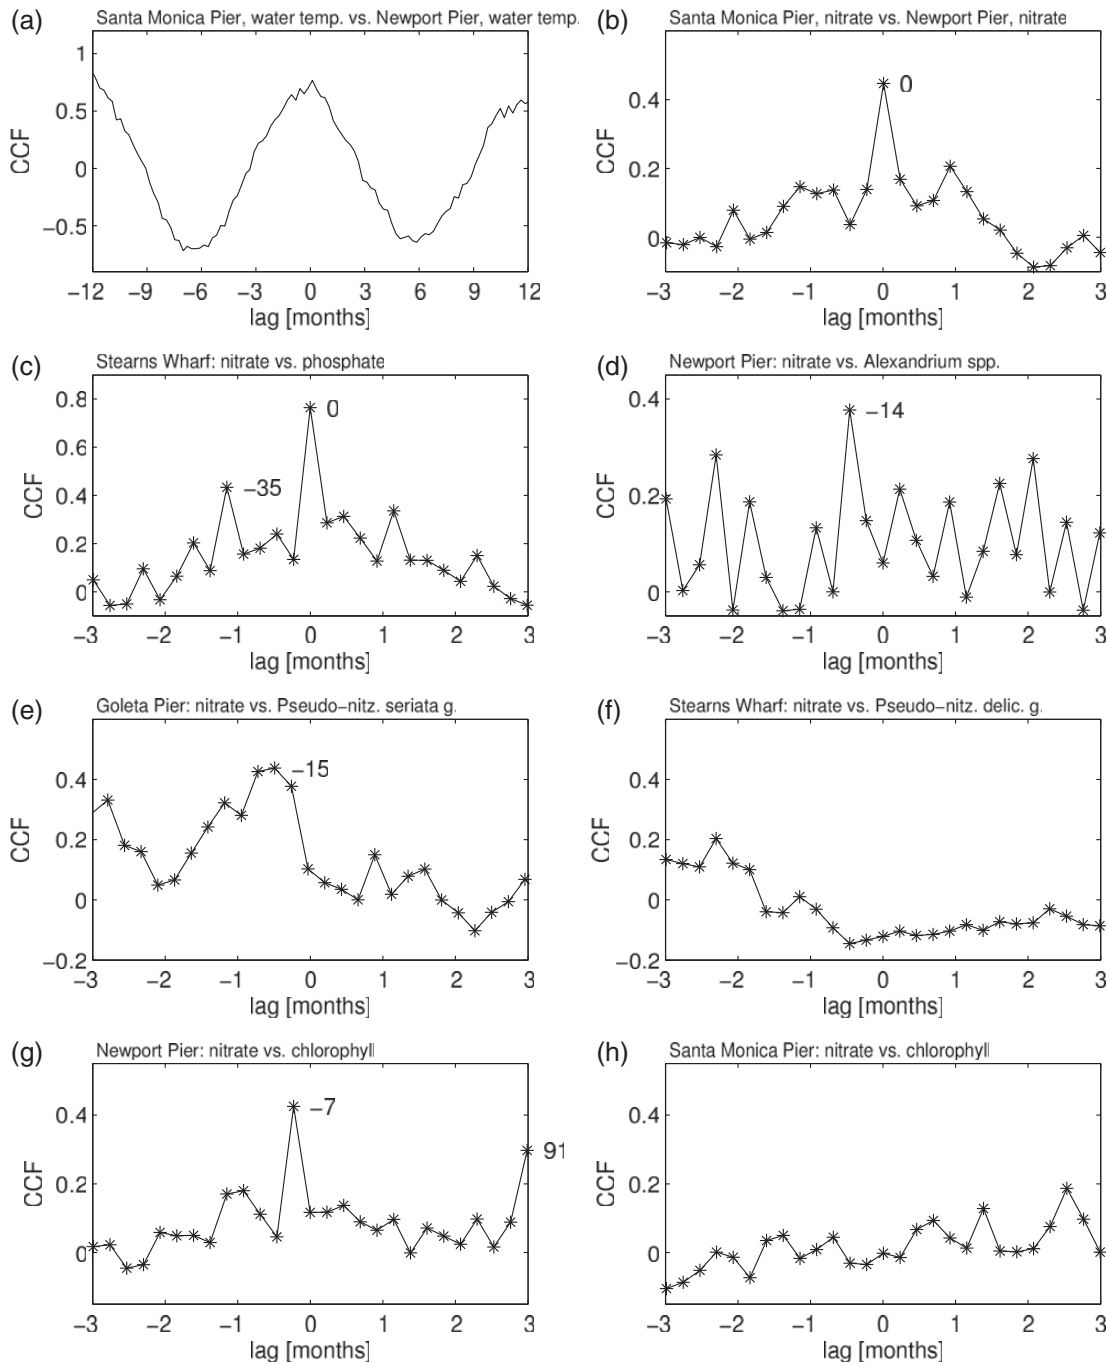 (a) Santa Monica Pier, water temp. vs. Newport Pier, water temp.
1
0.5
0
−0.5
CCF
−12 −9 −6 −3 0 3 6 9 12
lag [months]
(b) Santa Monica Pier, nitrate vs. Newport Pier, nitrate
0
0.4
0.2
0
CCF
−3 −2 −1 0 1 2 3
lag [months]
(c) Stearns Wharf: nitrate vs. phosphate
0.8
0
0.6
0.4
−35
0.2
0
CCF
−3 −2 −1 0 1 2 3
lag [months]
(d) Newport Pier: nitrate vs. Alexandrium spp.
0.4
−14
0.2
0
CCF
−3 −2 −1 0 1 2 3
lag [months]
(e) Goleta Pier: nitrate vs. Pseudo−nitz. seriata g.
0.4
−15
0.2
0
−0.2
CCF
−3 −2 −1 0 1 2 3
lag [months]
(f) Stearns Wharf: nitrate vs. Pseudo−nitz. delic. g.
0.4
0.2
0
−0.2
CCF
−3 −2 −1 0 1 2 3
lag [months]
(g) Newport Pier: nitrate vs. chlorophyll
0.4
−7
0.2
91
0
CCF
−3 −2 −1 0 1 2 3
lag [months]
(h) Santa Monica Pier: nitrate vs. chlorophyll
0.4
0.2
0
CCF
−3 −2 −1 0 1 2 3
lag [months]